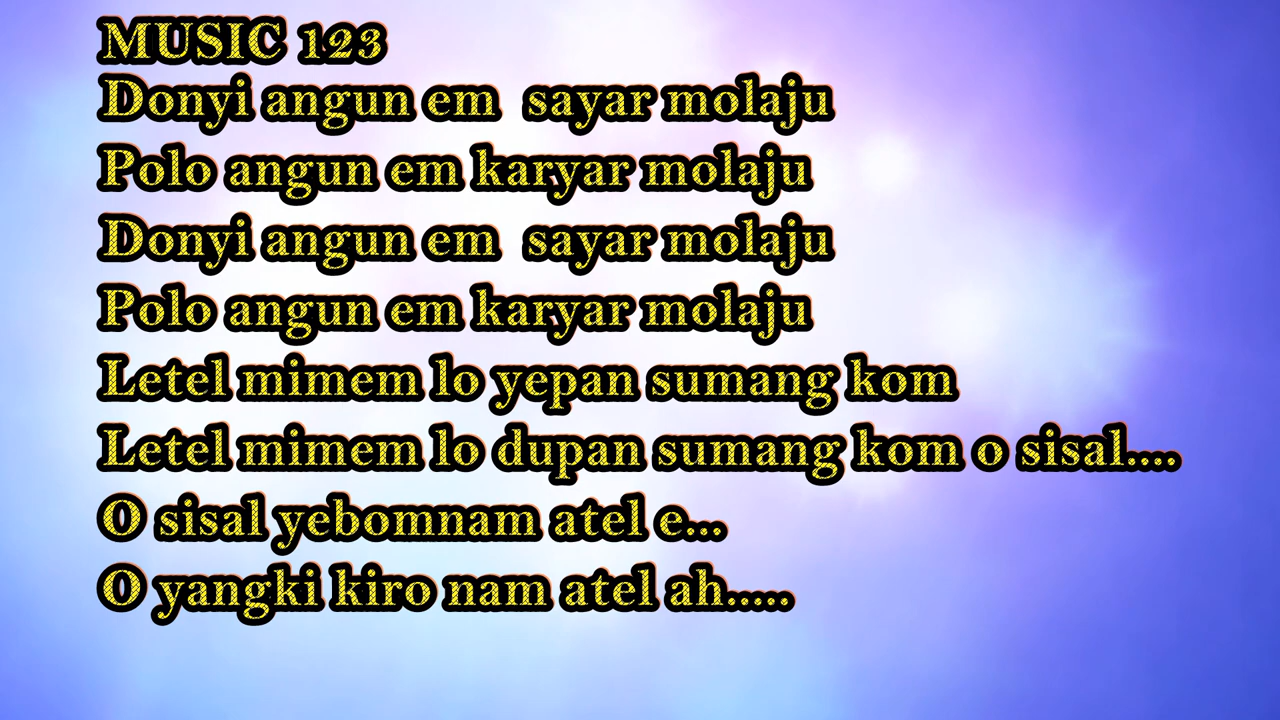 MUSIC 123
Donyi angun em  sayar molaju
Polo angun em karyar molaju
Donyi angun em  sayar molaju
Polo angun em karyar molaju
Letel mimem lo yepan sumang kom
Letel mimem lo dupan sumang kom o sisal....
O sisal yebomnam atel e...
O yangki kiro nam atel ah.....